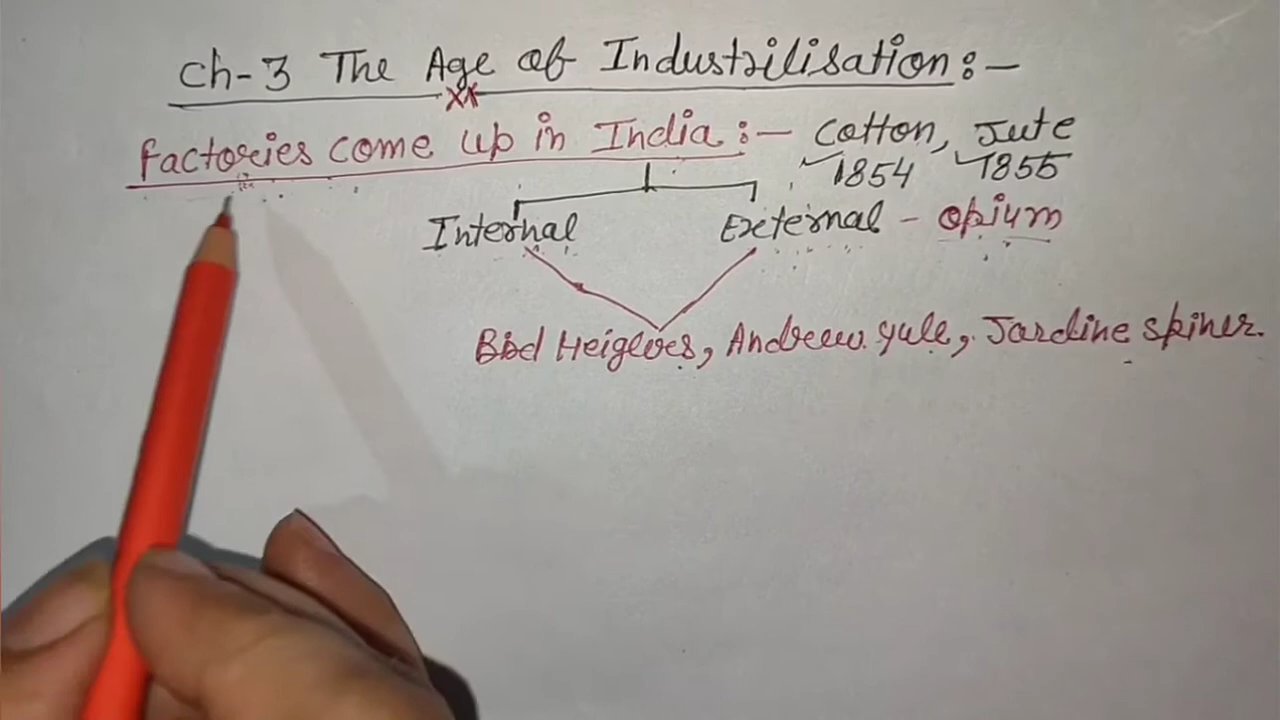 Ch-3 The Age of Industrilisation:-
Factories come up in India :- Cotton, Jute
1854 1855
Internal External - Opium
Bbd Heigloes, Andrew yule, Jardine skiner.